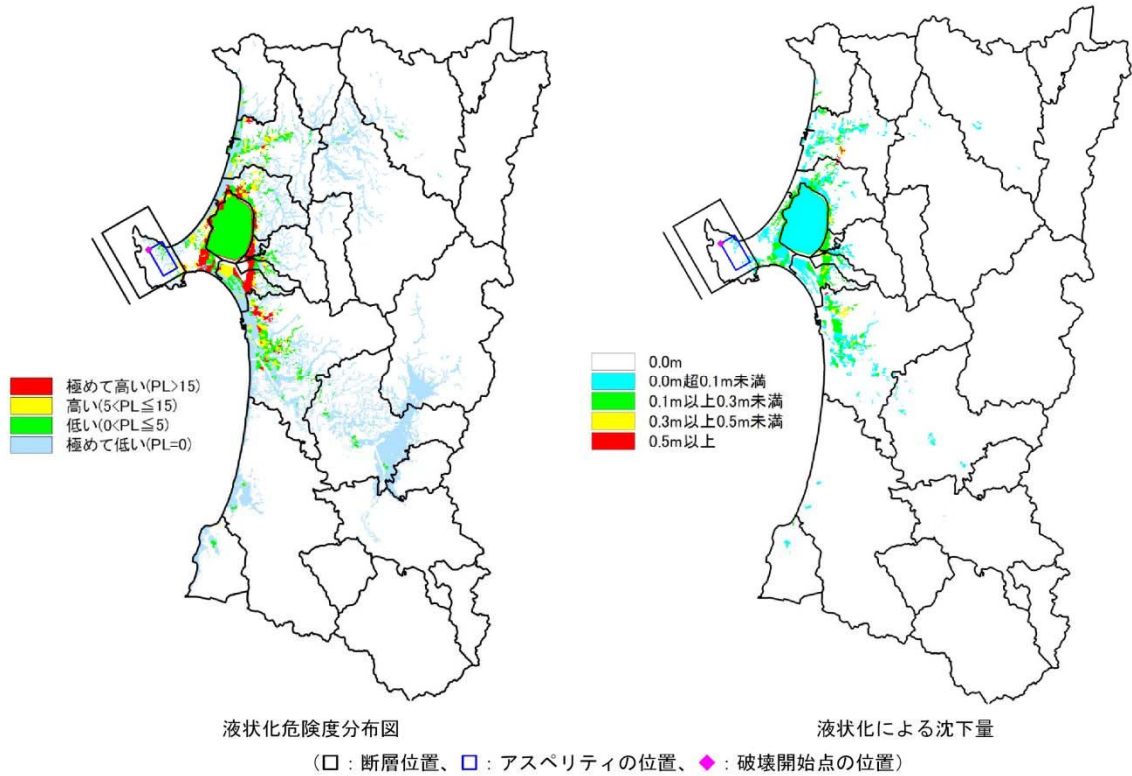 極めて高い(PL>15)
高い(5<PL≦15)
低い(0<PL≦5)
極めて低い(PL=0)
0.0m
0.0m超0.1m未満
0.1m以上0.3m未満
0.3m以上0.5m未満
0.5m以上
液状化危険度分布図
液状化による沈下量
(□:断層位置、□:アスペリティの位置、◆:破壊開始点の位置)